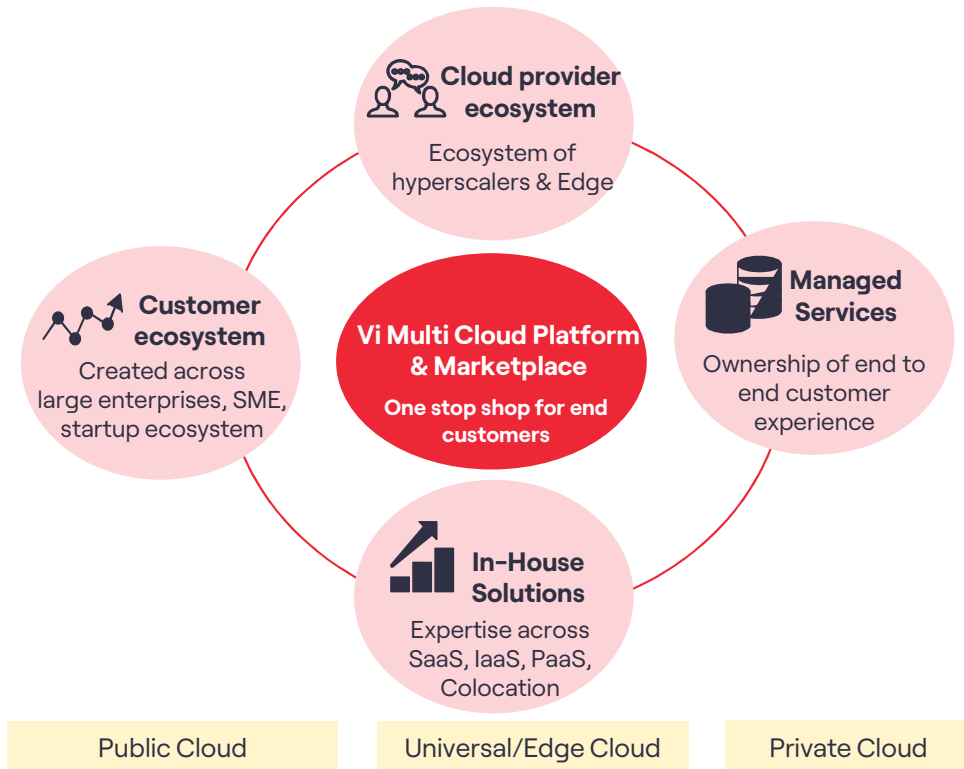 Cloud provider
ecosystem
Ecosystem of
hyperscalers & Edge
Customer
ecosystem
Created across
large enterprises, SME,
startup ecosystem
Vi Multi Cloud Platform
& Marketplace
One stop shop for end
customers
Managed
Services
Ownership of end to
end customer
experience
In-House
Solutions
Expertise across
SaaS, IaaS, PaaS,
Colocation
Public Cloud
Universal/Edge Cloud
Private Cloud